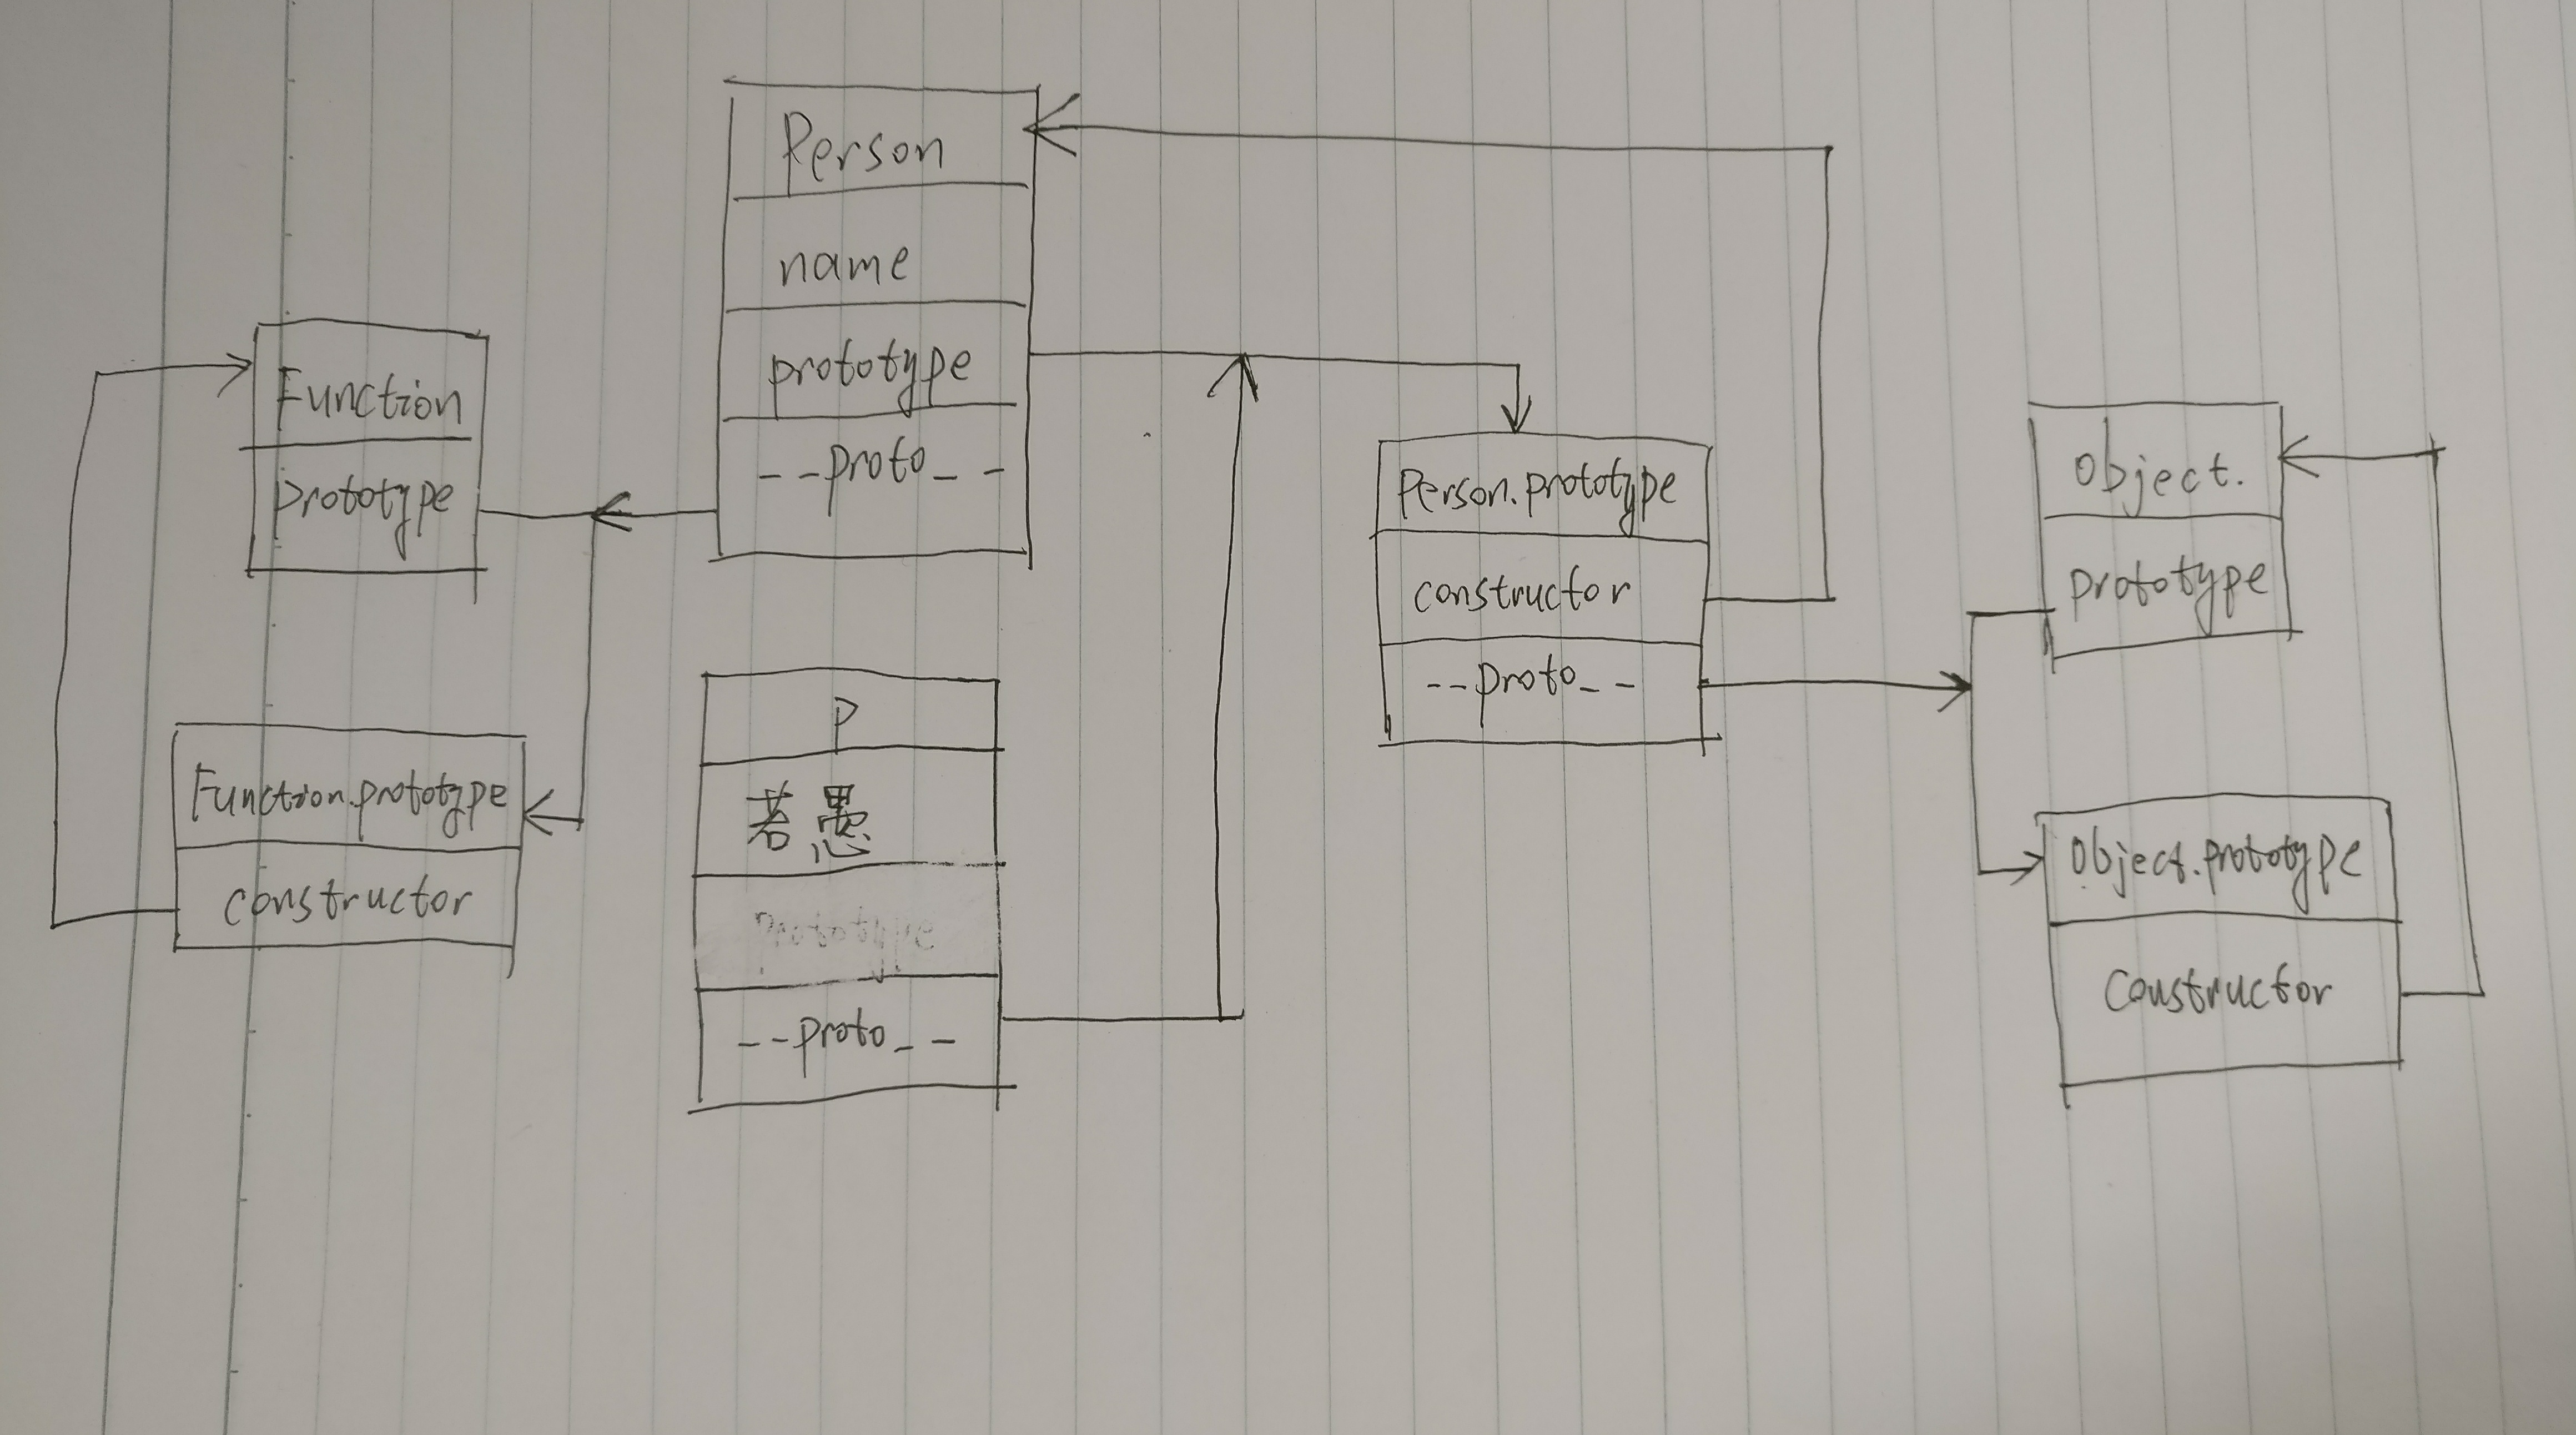 Person
name
prototype
--proto--
Function
prototype
Function.prototype
constructor
P
若愚
prototype
--proto--
Person.prototype
constructor
--proto--
Object.
prototype
Object.prototype
Constructor